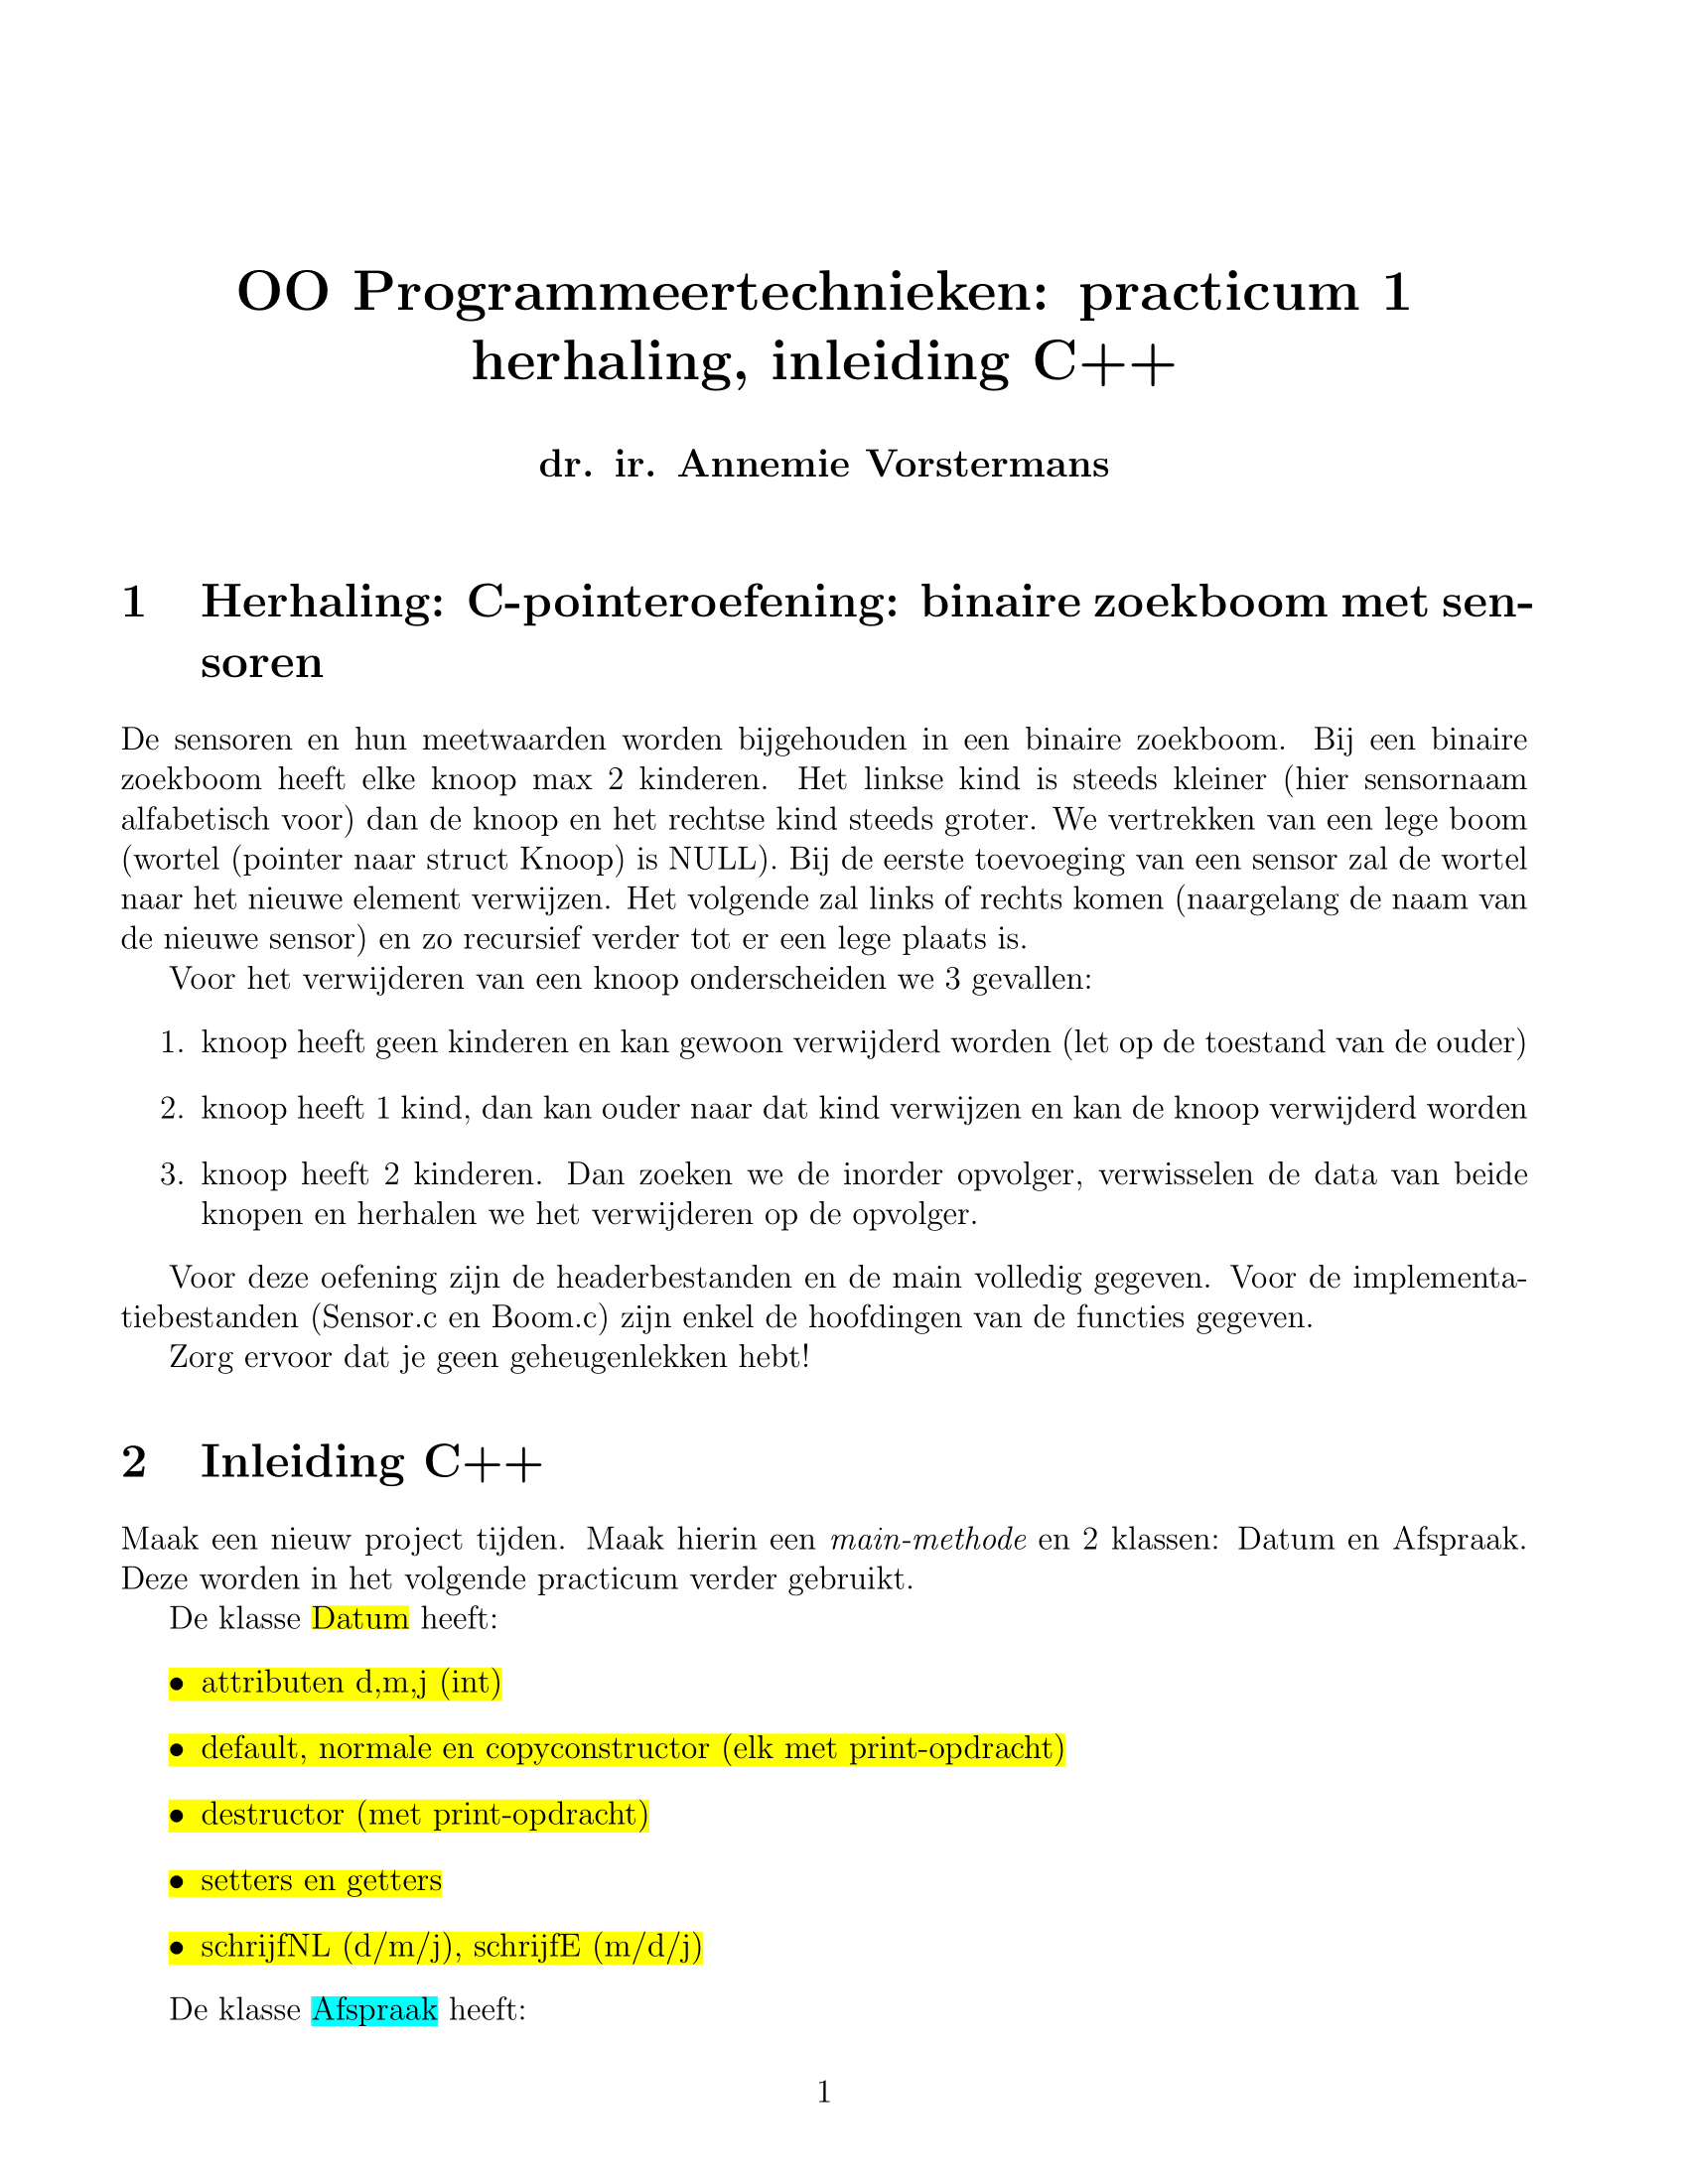 OO Programmeertechnieken: practicum 1
herhaling, inleiding C++
dr. ir. Annemie Vorstermans
1 Herhaling: C-pointeroefening: binaire zoekboom met sen-
soren
De sensoren en hun meetwaarden worden bijgehouden in een binaire zoekboom. Bij een binaire
zoekboom heeft elke knoop max 2 kinderen. Het linkse kind is steeds kleiner (hier sensornaam
alfabetisch voor) dan de knoop en het rechtse kind steeds groter. We vertrekken van een lege boom
(wortel (pointer naar struct Knoop) is NULL). Bij de eerste toevoeging van een sensor zal de wortel
naar het nieuwe element verwijzen. Het volgende zal links of rechts komen (naargelang de naam van
de nieuwe sensor) en zo recursief verder tot er een lege plaats is.
Voor het verwijderen van een knoop onderscheiden we 3 gevallen:
1. knoop heeft geen kinderen en kan gewoon verwijderd worden (let op de toestand van de ouder)
2. knoop heeft 1 kind, dan kan ouder naar dat kind verwijzen en kan de knoop verwijderd worden
3. knoop heeft 2 kinderen. Dan zoeken we de inorder opvolger, verwisselen de data van beide
knopen en herhalen we het verwijderen op de opvolger.
Voor deze oefening zijn de headerbestanden en de main volledig gegeven. Voor de implementa-
tiebestanden (Sensor.c en Boom.c) zijn enkel de hoofdingen van de functies gegeven.
Zorg ervoor dat je geen geheugenlekken hebt!
2 Inleiding C++
Maak een nieuw project tijden. Maak hierin een main-methode en 2 klassen: Datum en Afspraak.
Deze worden in het volgende practicum verder gebruikt.
De klasse Datum heeft:
• attributen d,m,j (int)
• default, normale en copyconstructor (elk met print-opdracht)
• destructor (met print-opdracht)
• setters en getters
• schrijfNL (d/m/j), schrijfE (m/d/j)
De klasse Afspraak heeft:
1